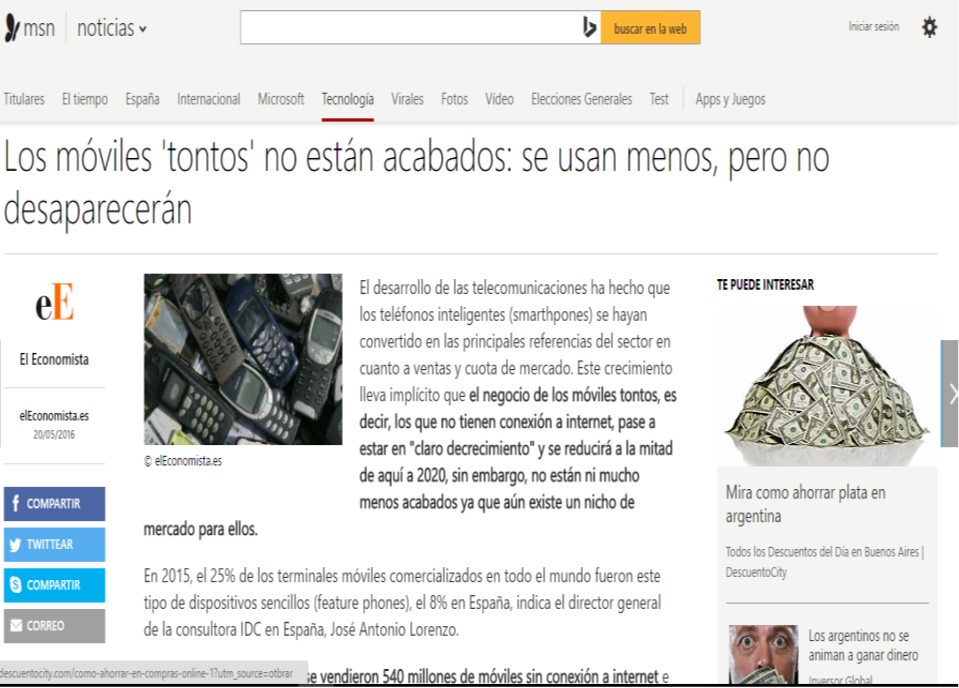 msn
noticias
buscar en la web
Iniciar sesión
Titulares El tiempo España Internacional Microsoft Tecnología Virales Fotos Vídeo Elecciones Generales Test Apps y Juegos
Los móviles 'tontos' no están acabados: se usan menos, pero no
desaparecerán
eE
El Economista
elEconomista.es
20/05/2016
COMPARTIR
TWITTEAR
COMPARTIR
CORREO
© elEconomista.es
El desarrollo de las telecomunicaciones ha hecho que
los teléfonos inteligentes (smarthpones) se hayan
convertido en las principales referencias del sector en
cuanto a ventas y cuota de mercado. Este crecimiento
lleva implícito que el negocio de los móviles tontos, es
decir, los que no tienen conexión a internet, pase a
estar en "claro decrecimiento" y se reducirá a la mitad
de aquí a 2020, sin embargo, no están ni mucho
menos acabados ya que aún existe un nicho de
mercado para ellos.
En 2015, el 25% de los terminales móviles comercializados en todo el mundo fueron este
tipo de dispositivos sencillos (feature phones), el 8% en España, indica el director general
de la consultora IDC en España, José Antonio Lorenzo.
se vendieron 540 millones de móviles sin conexión a internet e
TE PUEDE INTERESAR
Mira como ahorrar plata en
argentina
Todos los Descuentos del Día en Buenos Aires |
DescuentoCity
Los argentinos no se
animan a ganar dinero
Inversor Global
descuentocity.com/como-ahorrar-en-compras-online-1?utm_source=otbrar